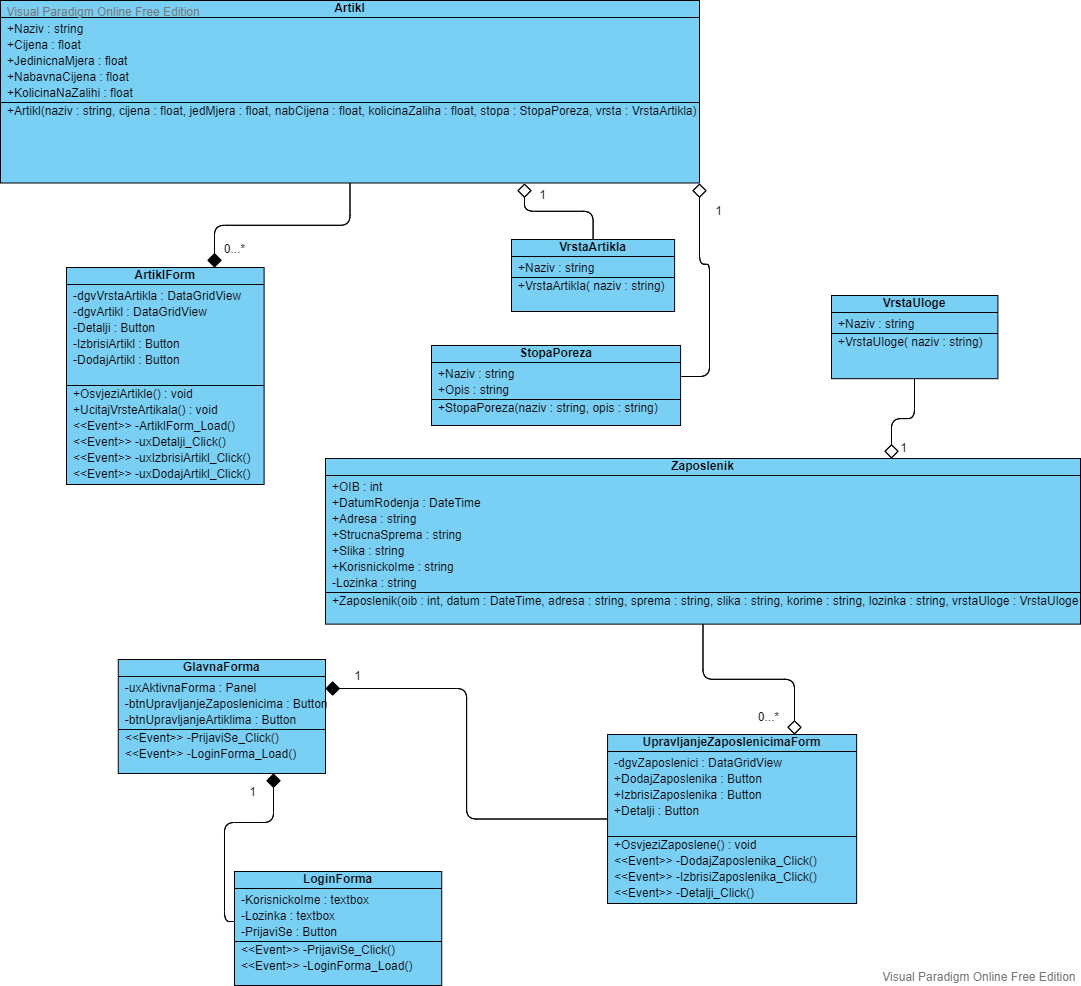 Visual Paradigm Online Free Edition
Artikl
+Naziv : string
+Cijena : float
+JedinicnaMjera : float
+NabavnaCijena : float
+KolicinaNaZalihi : float
+Artikl(naziv : string, cijena : float, jedMjera : float, nabCijena : float, kolicinaZaliha : float, stopa : StopaPoreza, vrsta : VrstaArtikla)
1
1
0...*
ArtiklForm
-dgvVrstaArtikla : DataGridView
-dgvArtikl : DataGridView
-Detalji : Button
-IzbrisiArtikl : Button
-DodajArtikl : Button
+OsvjeziArtikle() : void
+UcitajVrsteArtikala() : void
<<Event>> -ArtiklForm_Load()
<<Event>> -uxDetalji_Click()
<<Event>> -uxIzbrisiArtikl_Click()
<<Event>> -uxDodajArtikl_Click()
VrstaArtikla
+Naziv : string
+VrstaArtikla( naziv : string)
StopaPoreza
+Naziv : string
+Opis : string
+StopaPoreza(naziv : string, opis : string)
VrstaUloge
+Naziv : string
+VrstaUloge( naziv : string)
1
Zaposlenik
+OIB : int
+DatumRodenja : DateTime
+Adresa : string
+StrucnaSprema : string
+Slika : string
+KorisnickoIme : string
-Lozinka : string
+Zaposlenik(oib : int, datum : DateTime, adresa : string, sprema : string, slika : string, korime : string, lozinka : string, vrstaUloge : VrstaUloge
GlavnaForma
-uxAktivnaForma : Panel
-btnUpravljanjeZaposlenicima : Button
-btnUpravljanjeArtiklima : Button
<<Event>> -PrijaviSe_Click()
<<Event>> -LoginForma_Load()
1
1
0...*
UpravljanjeZaposlenicimaForm
-dgvZaposlenici : DataGridView
+DodajZaposlenika : Button
+IzbrisiZaposlenika : Button
+Detalji : Button
+OsvjeziZaposlene() : void
<<Event>> -DodajZaposlenika_Click()
<<Event>> -IzbrisiZaposlenika_Click()
<<Event>> -Detalji_Click()
LoginForma
-KorisnickoIme : textbox
-Lozinka : textbox
-PrijaviSe : Button
<<Event>> -PrijaviSe_Click()
<<Event>> -LoginForma_Load()
Visual Paradigm Online Free Edition